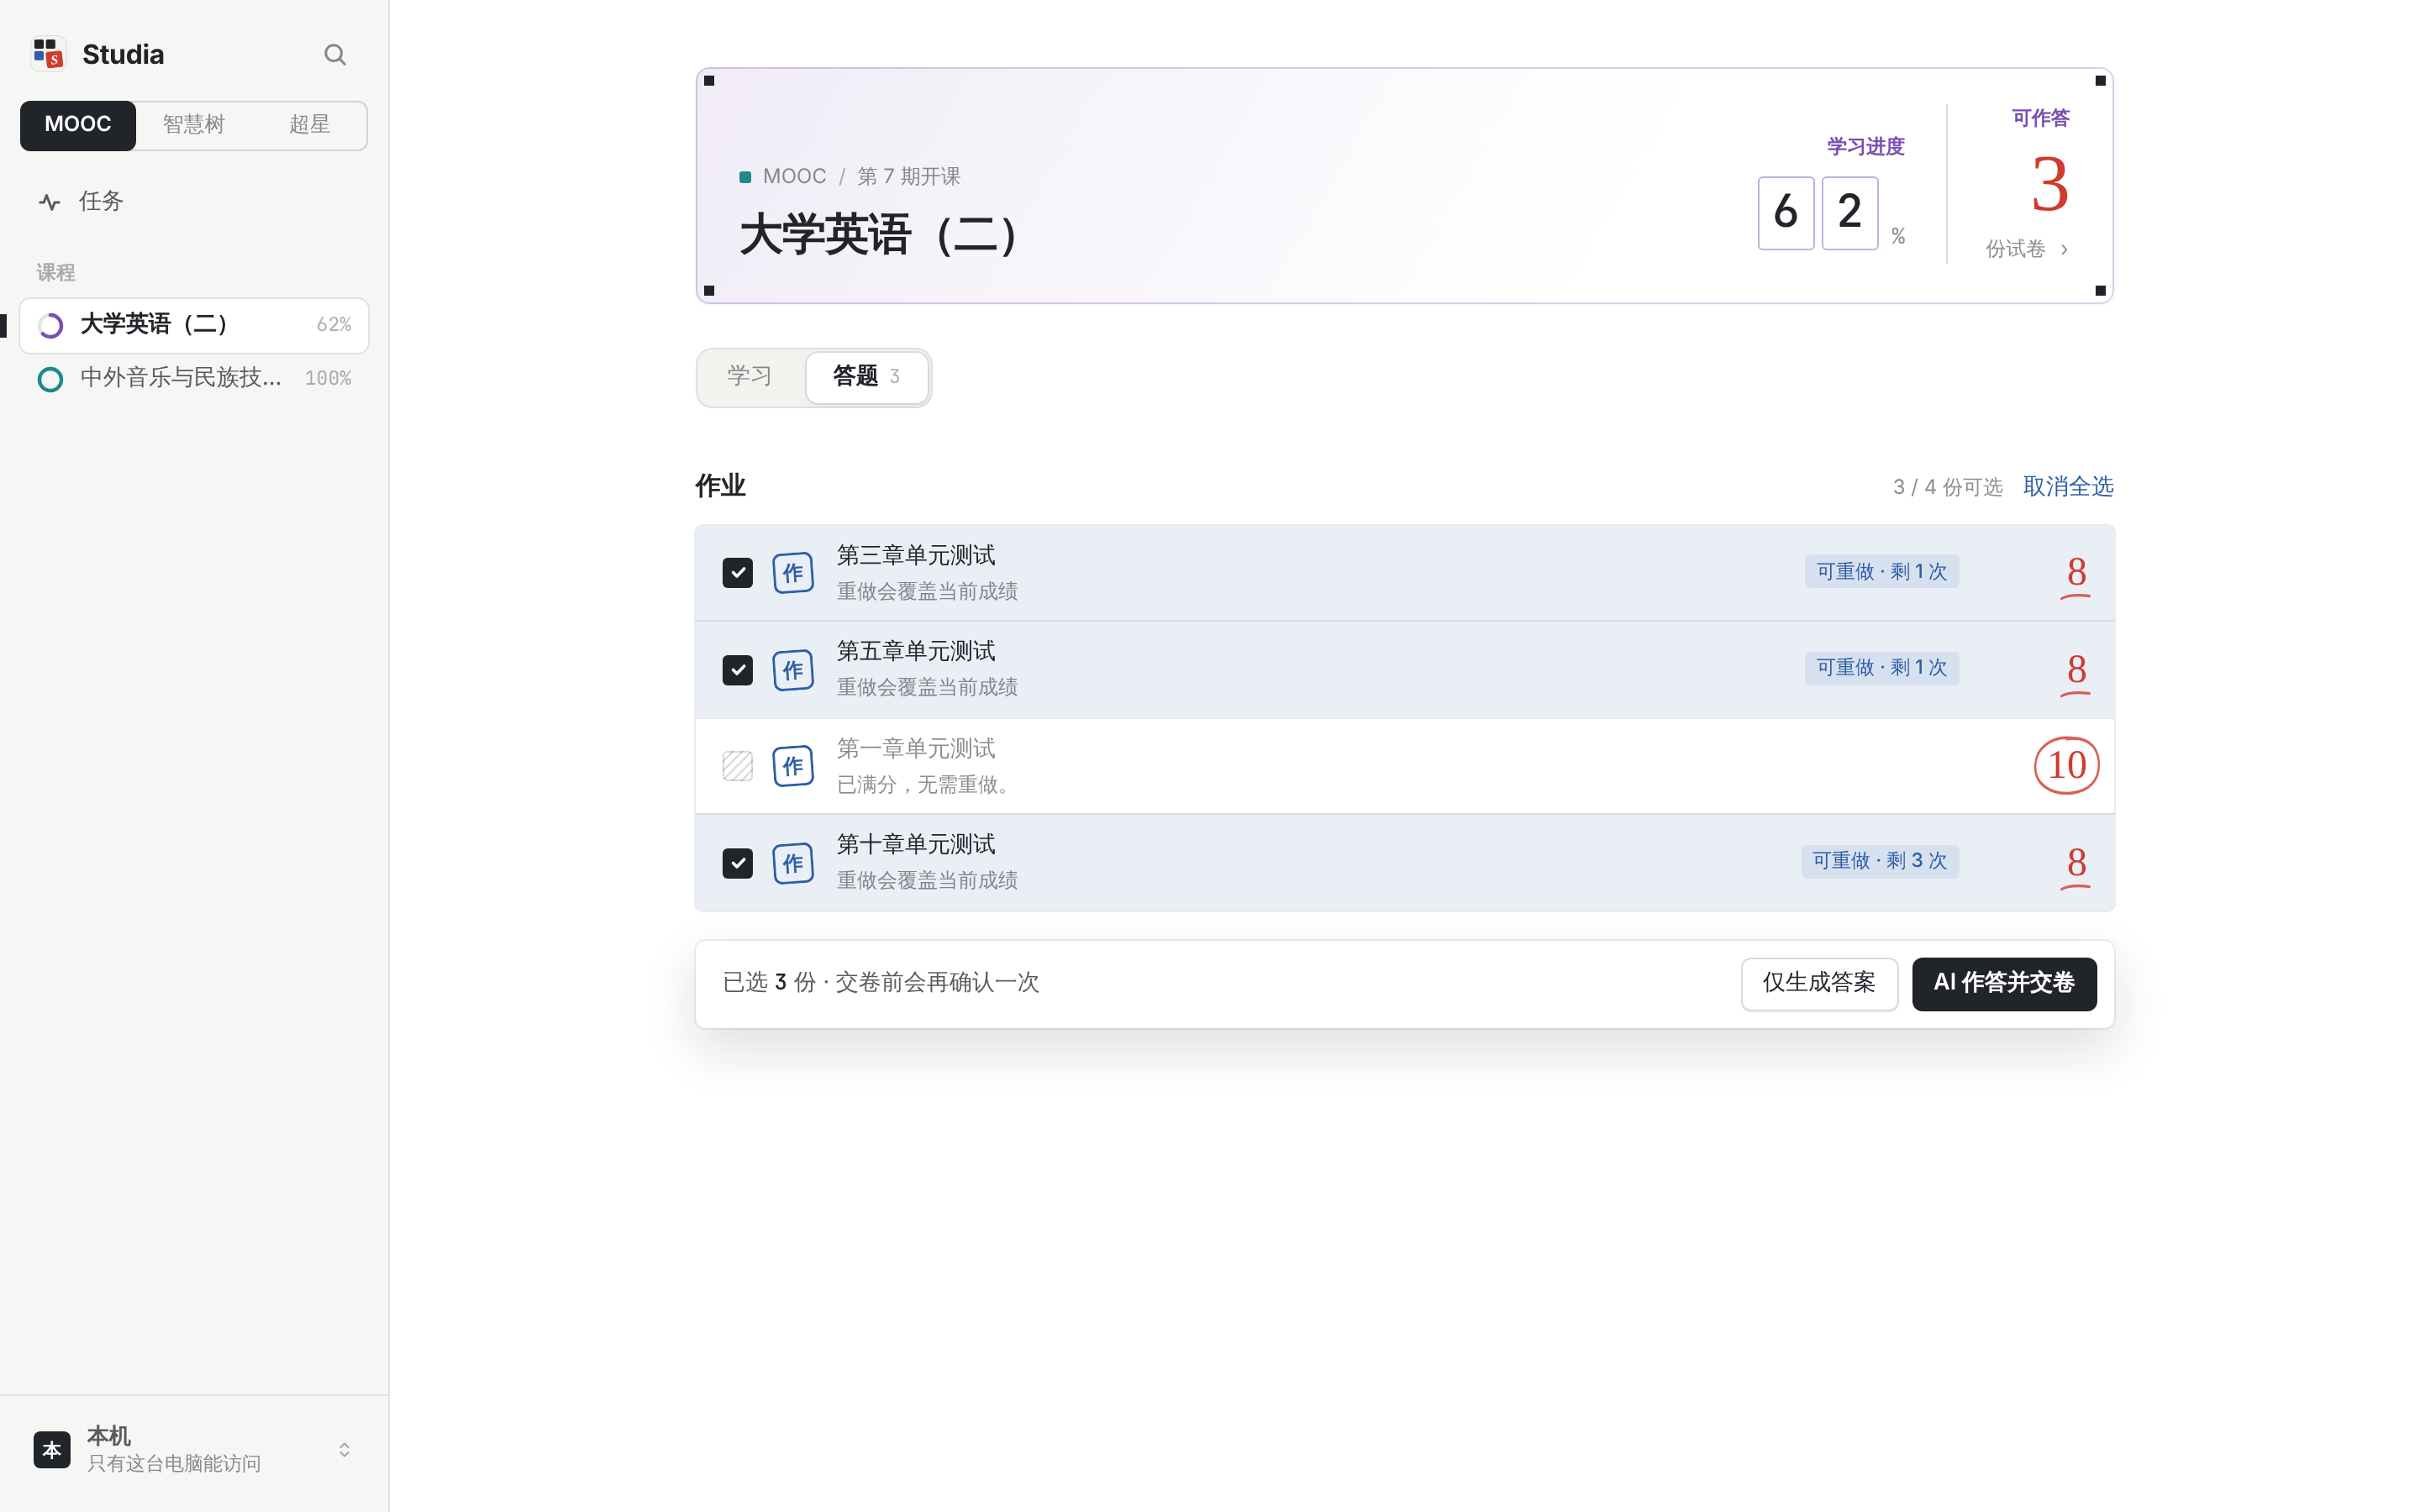 S
Studia
MOOC 智慧树 超星
任务
课程
大学英语（二） 62%
中外音乐与民族技... 100%
本
本机
只有这台电脑能访问
MOOC / 第 7 期开课
大学英语（二）
学习进度
6 2 %
可作答
3
份试卷 ›
学习 答题 3
作业 3 / 4 份可选 取消全选
作 第三章单元测试 可重做 · 剩 1 次 8
重做会覆盖当前成绩
作 第五章单元测试 可重做 · 剩 1 次 8
重做会覆盖当前成绩
作 第一章单元测试 10
已满分，无需重做。
作 第十章单元测试 可重做 · 剩 3 次 8
重做会覆盖当前成绩
已选 3 份 · 交卷前会再确认一次 仅生成答案 AI 作答并交卷